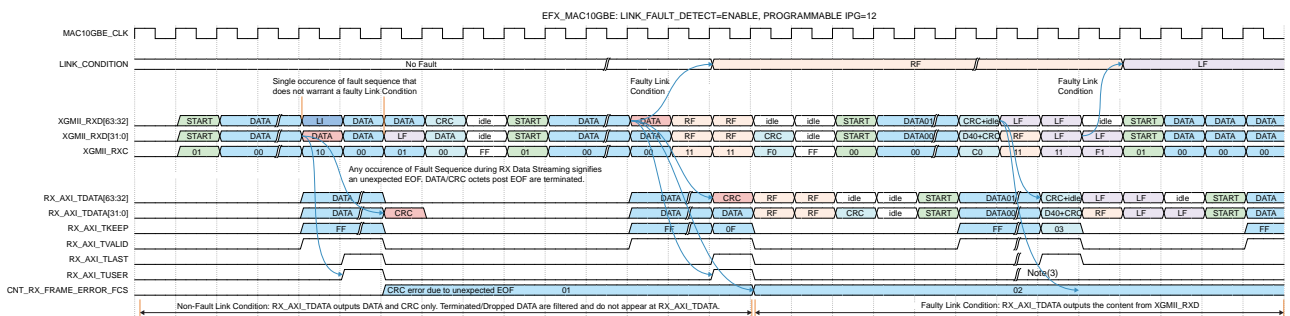 EFX_MAC10GBE: LINK_FAULT_DETECT=ENABLE, PROGRAMMABLE IPG=12
MAC10GBE_CLK
LINK_CONDITION No Fault RF LF
Single occurence of fault sequence that
does not warrant a faulty Link Condition
Faulty Link
Condition
Faulty Link
Condition
XGMII_RXD[63:32] START DATA LI DATA DATA CRC idle START DATA DATA RF RF idle idle START DATA01 CRC+idle LF LF idle START DATA DATA DATA
XGMII_RXD[31:0] START DATA DATA DATA LF DATA idle START DATA DATA RF RF CRC idle START DATA00 D40+CRC RF LF LF START DATA DATA DATA
XGMII_RXC 01 00 10 00 01 00 FF 01 00 00 11 11 F0 FF 00 00 C0 11 11 F1 01 00 00 00
Any occurence of Fault Sequence during RX Data Streaming signifies
an unexpected EOF. DATA/CRC octets post EOF are terminated.
RX_AXI_TDATA[63:32] DATA DATA CRC RF RF idle idle START DATA01 CRC+idle LF LF idle START DATA
RX_AXI_TDATA[31:0] DATA CRC DATA DATA RF RF CRC idle START DATA00 D40+CRC RF LF LF START DATA
RX_AXI_TKEEP FF FF 0F FF 03 FF
RX_AXI_TVALID
RX_AXI_TLAST
RX_AXI_TUSER Note(3)
CNT_RX_FRAME_ERROR_FCS CRC error due to unexpected EOF 01 02
Non-Fault Link Condition: RX_AXI_TDATA outputs DATA and CRC only. Terminated/Dropped DATA are filtered and do not appear at RX_AXI_TDATA.
Faulty Link Condition: RX_AXI_TDATA outputs the content from XGMII_RXD